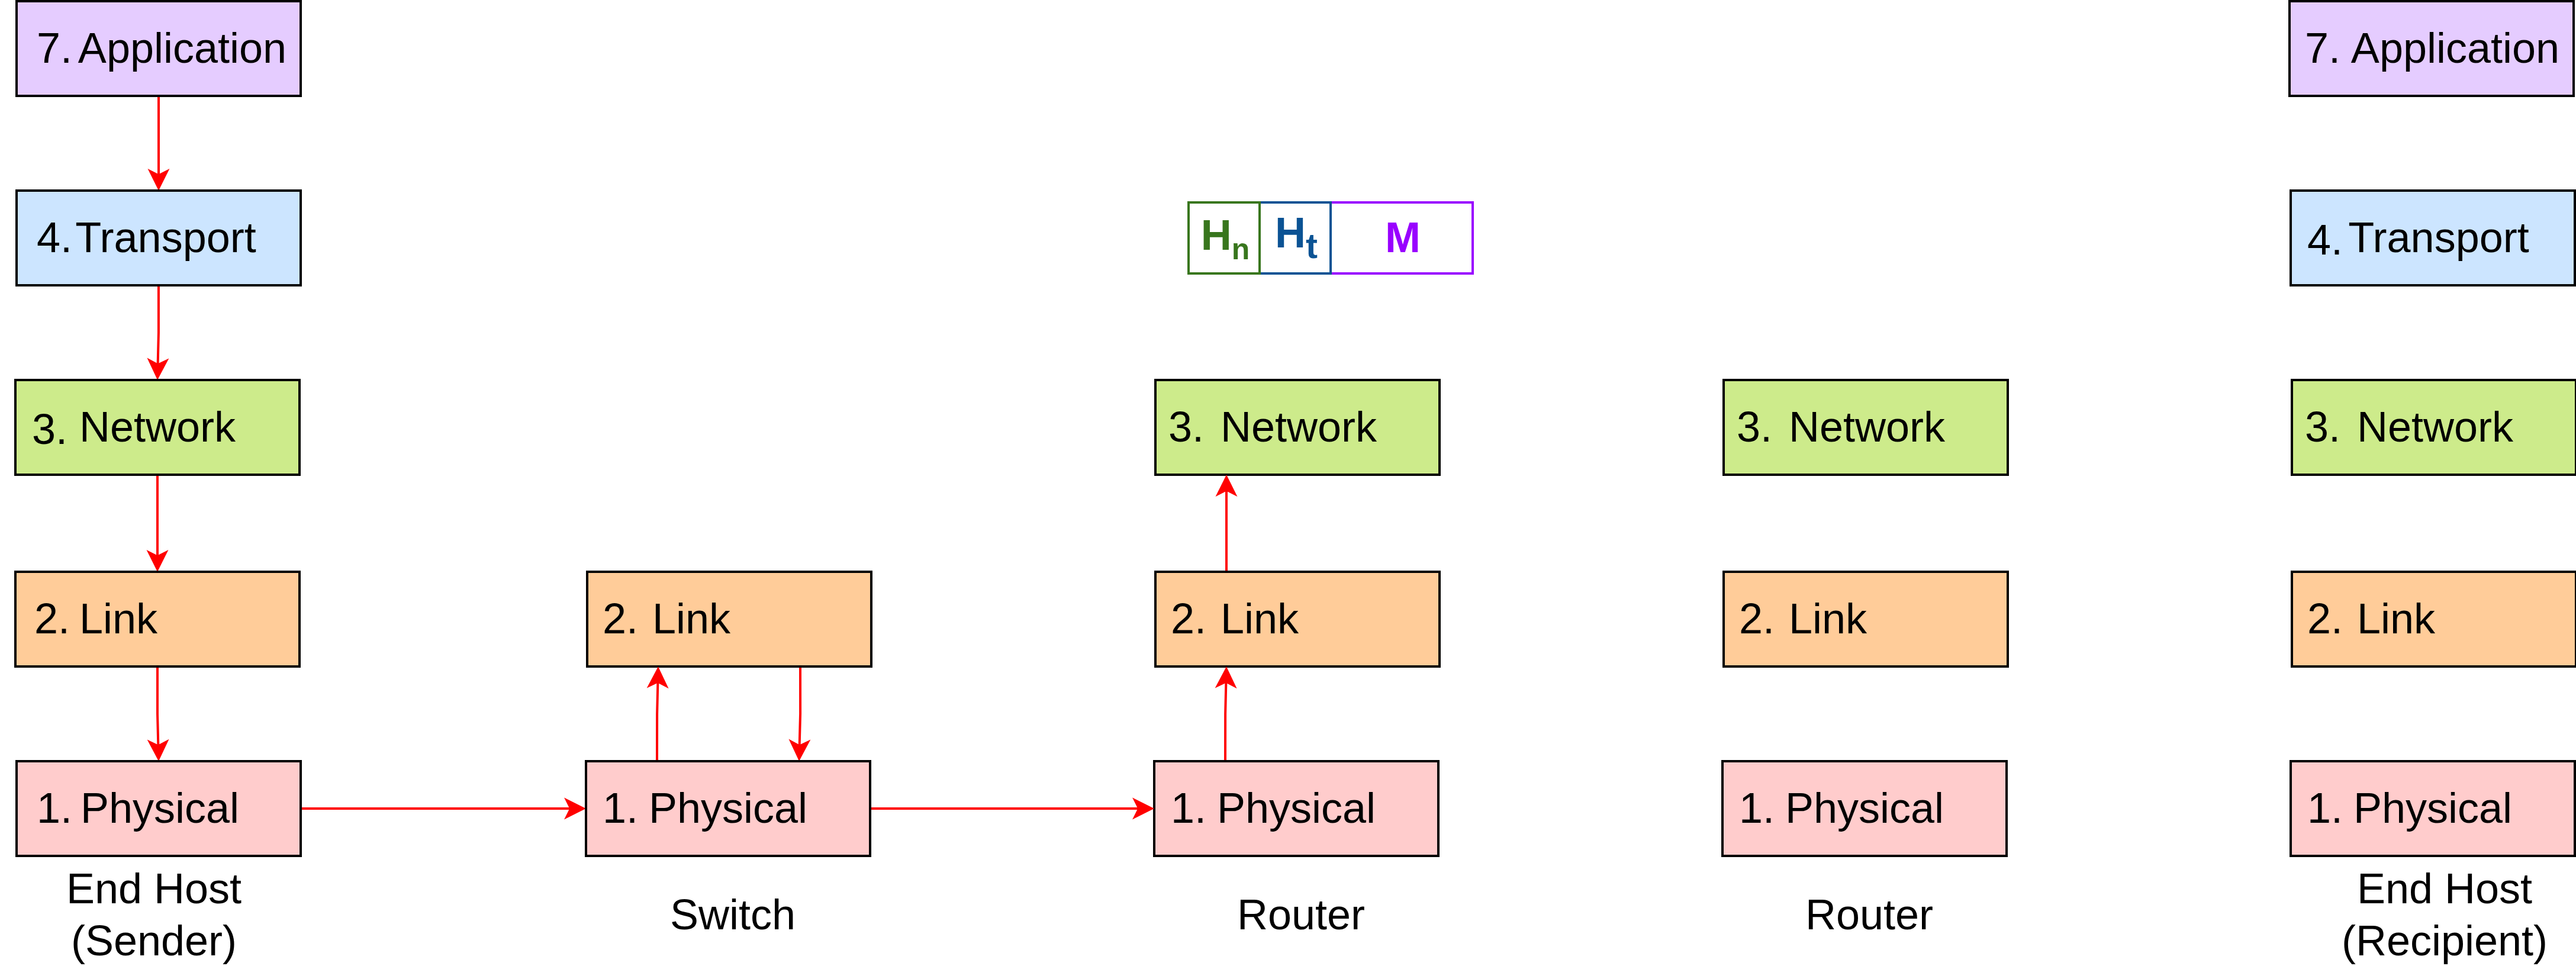 7. Application
7. Application
4. Transport
Hn Ht M
4. Transport
3. Network
3. Network
3. Network
3. Network
2. Link
2. Link
2. Link
2. Link
2. Link
1. Physical
1. Physical
1. Physical
1. Physical
1. Physical
End Host
(Sender)
Switch
Router
Router
End Host
(Recipient)